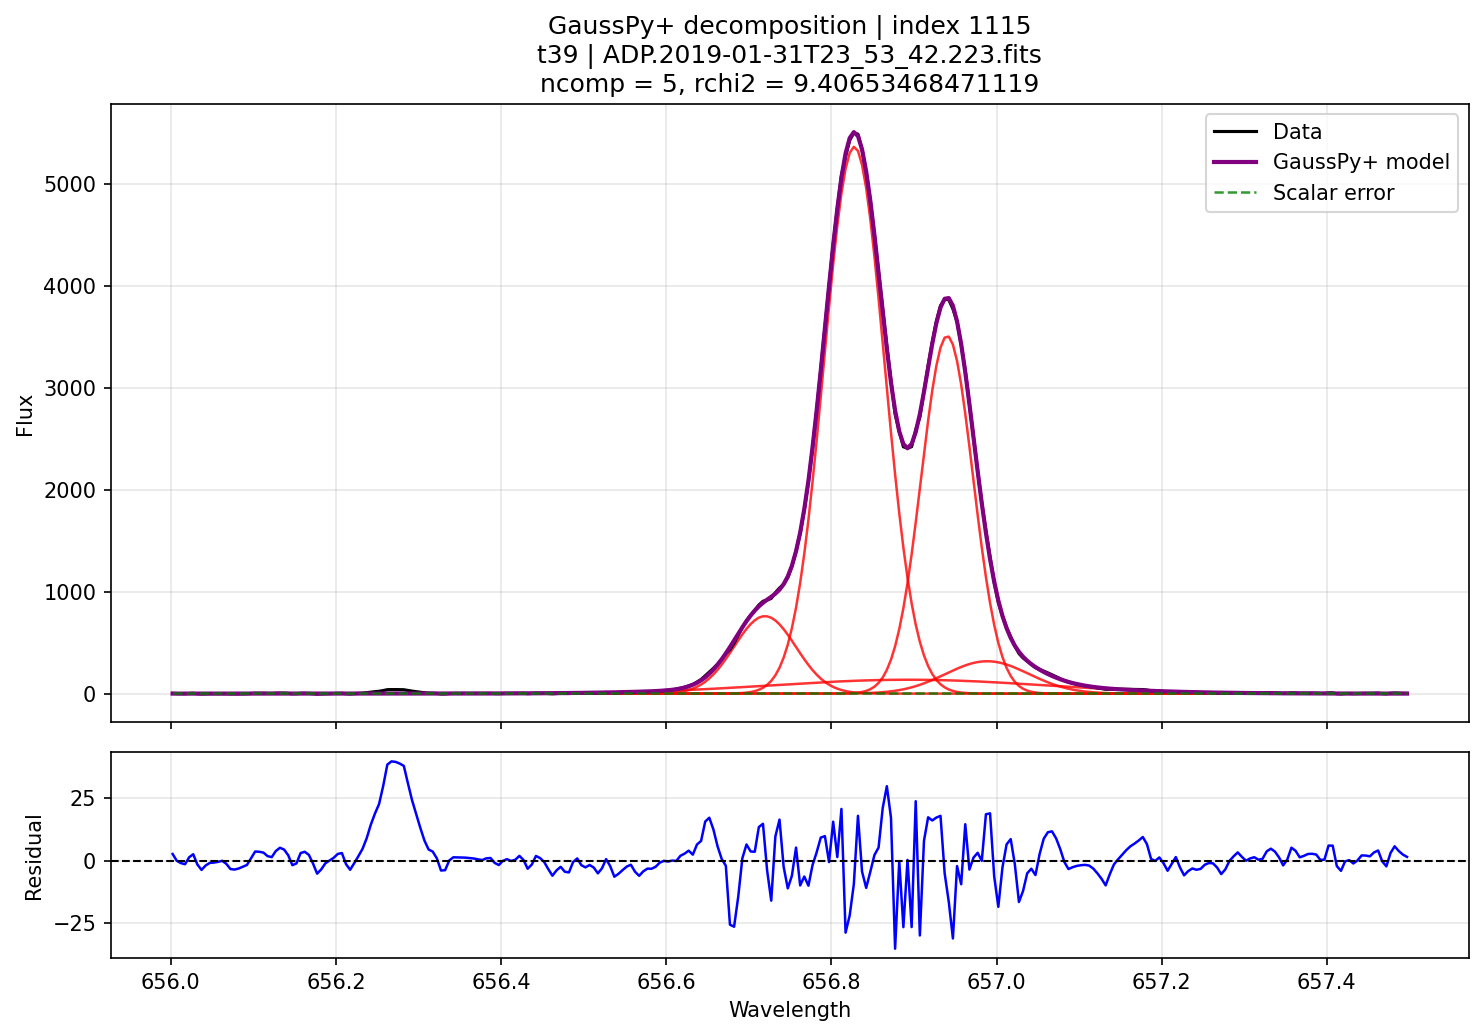 GaussPy+ decomposition | index 1115
t39 | ADP.2019-01-31T23_53_42.223.fits
ncomp = 5, rchi2 = 9.40653468471119
Data
GaussPy+ model
Scalar error
5000
4000
3000
2000
1000
0
Flux
25
0
−25
Residual
656.0 656.2 656.4 656.6 656.8 657.0 657.2 657.4
Wavelength